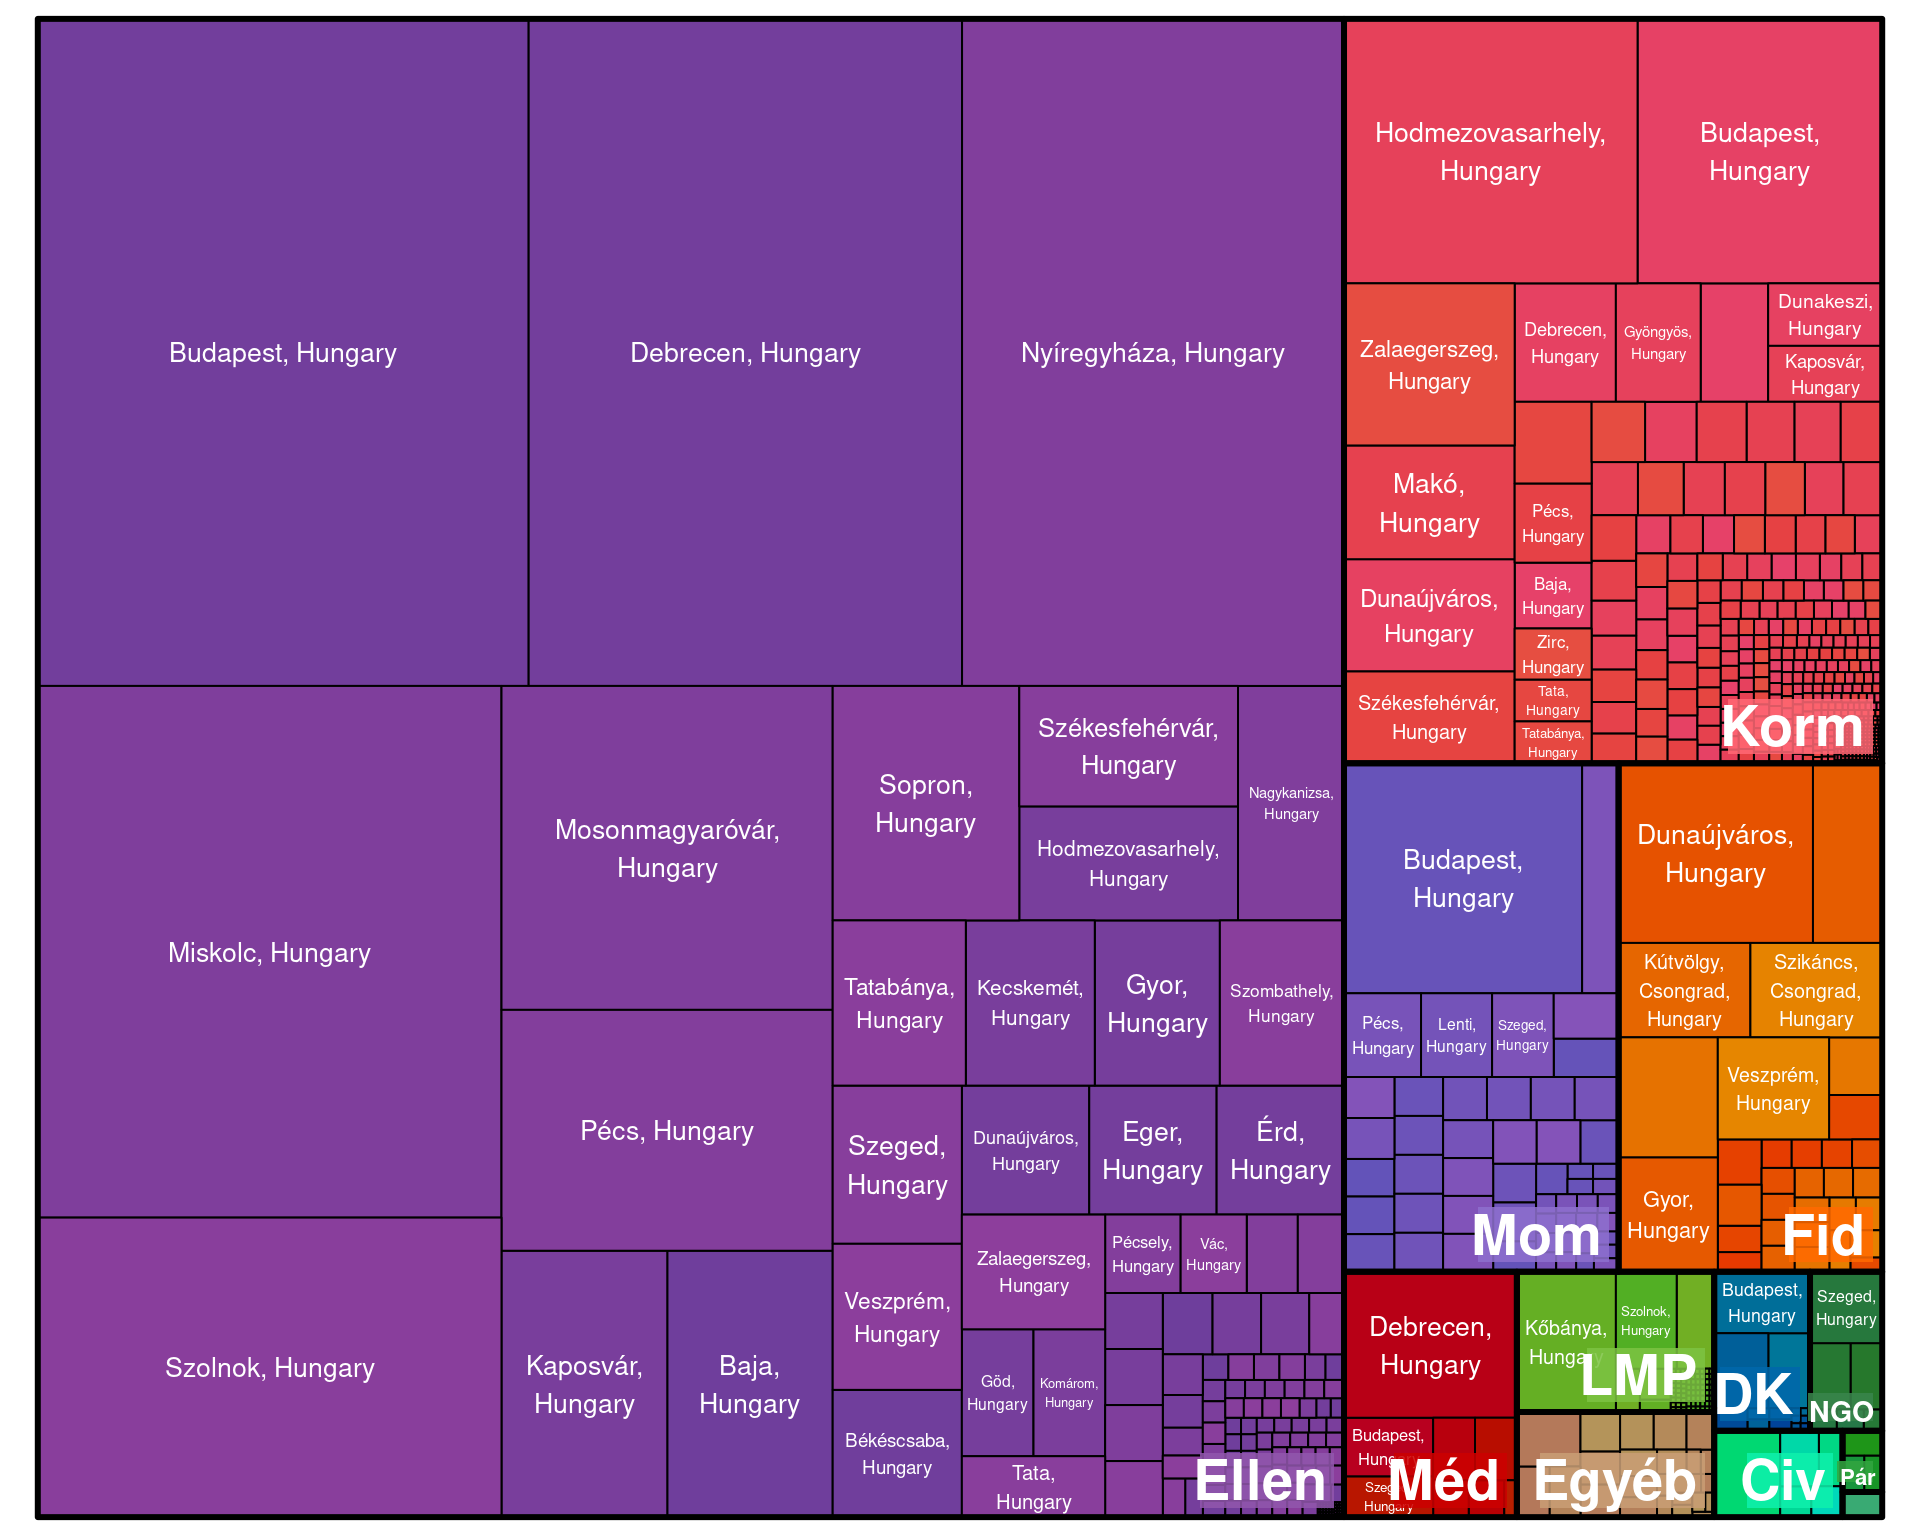 Budapest, Hungary
Debrecen, Hungary
Nyíregyháza, Hungary
Miskolc, Hungary
Szolnok, Hungary
Mosonmagyaróvár,
Hungary
Pécs, Hungary
Kaposvár,
Hungary
Baja,
Hungary
Sopron,
Hungary
Székesfehérvár,
Hungary
Hodmezovasarhely,
Hungary
Nagykanizsa,
Hungary
Tatabánya,
Hungary
Kecskemét,
Hungary
Gyor,
Hungary
Szombathely,
Hungary
Szeged,
Hungary
Dunaújváros,
Hungary
Eger,
Hungary
Érd,
Hungary
Veszprém,
Hungary
Békéscsaba,
Hungary
Zalaegerszeg,
Hungary
Pécsely,
Hungary
Vác,
Hungary
Göd,
Hungary
Komárom,
Hungary
Tata,
Hungary
Ellen
Hodmezovasarhely,
Hungary
Budapest,
Hungary
Zalaegerszeg,
Hungary
Debrecen,
Hungary
Gyöngyös,
Hungary
Dunakeszi,
Hungary
Kaposvár,
Hungary
Makó,
Hungary
Pécs,
Hungary
Dunaújváros,
Hungary
Baja,
Hungary
Zirc,
Hungary
Székesfehérvár,
Hungary
Tata,
Hungary
Tatabánya,
Hungary
Korm
Budapest,
Hungary
Pécs,
Hungary
Lenti,
Hungary
Szeged,
Hungary
Mom
Dunaújváros,
Hungary
Kútvölgy,
Csongrad,
Hungary
Szikáncs,
Csongrad,
Hungary
Veszprém,
Hungary
Gyor,
Hungary
Fid
Debrecen,
Hungary
Budapest,
Hungary
Szeged,
Hungary
Méd
Kőbánya,
Hungary
Szolnok,
Hungary
LMP
Budapest,
Hungary
DK
Szeged,
Hungary
NGO
Egyéb
Civ
Pár